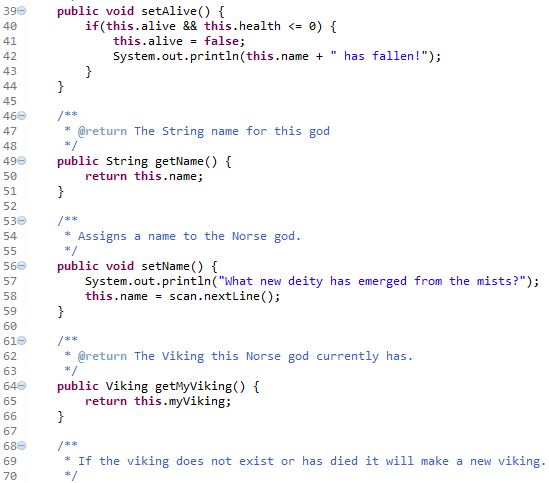 39 public void setAlive() {
40 if(this.alive && this.health <= 0) {
41 this.alive = false;
42 System.out.println(this.name + " has fallen!");
43 }
44 }
45
46 /**
47 * @return The String name for this god
48 */
49 public String getName() {
50 return this.name;
51 }
52
53 /**
54 * Assigns a name to the Norse god.
55 */
56 public void setName() {
57 System.out.println("What new deity has emerged from the mists?");
58 this.name = scan.nextLine();
59 }
60
61 /**
62 * @return The Viking this Norse god currently has.
63 */
64 public Viking getMyViking() {
65 return this.myViking;
66 }
67
68 /**
69 * If the viking does not exist or has died it will make a new viking.
70 */